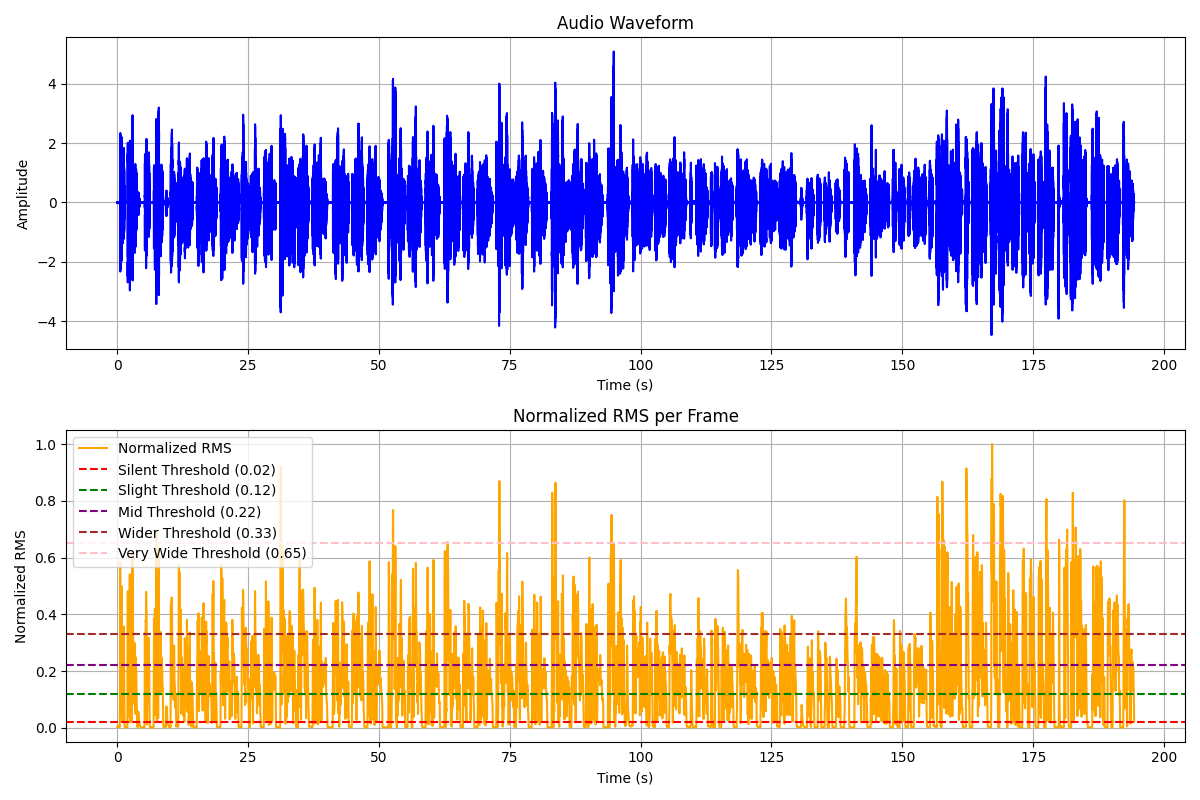 Audio Waveform
4
2
0
−2
−4
Amplitude
0 25 50 75 100 125 150 175 200
Time (s)
Normalized RMS per Frame
1.0
0.8
0.6
0.4
0.2
0.0
Normalized RMS
Normalized RMS
Silent Threshold (0.02)
Slight Threshold (0.12)
Mid Threshold (0.22)
Wider Threshold (0.33)
Very Wide Threshold (0.65)
0 25 50 75 100 125 150 175 200
Time (s)